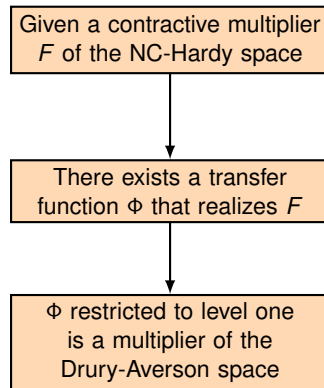 Given a contractive multiplier
F of the NC-Hardy space
There exists a transfer
function Φ that realizes F
Φ restricted to level one
is a multiplier of the
Drury-Averson space